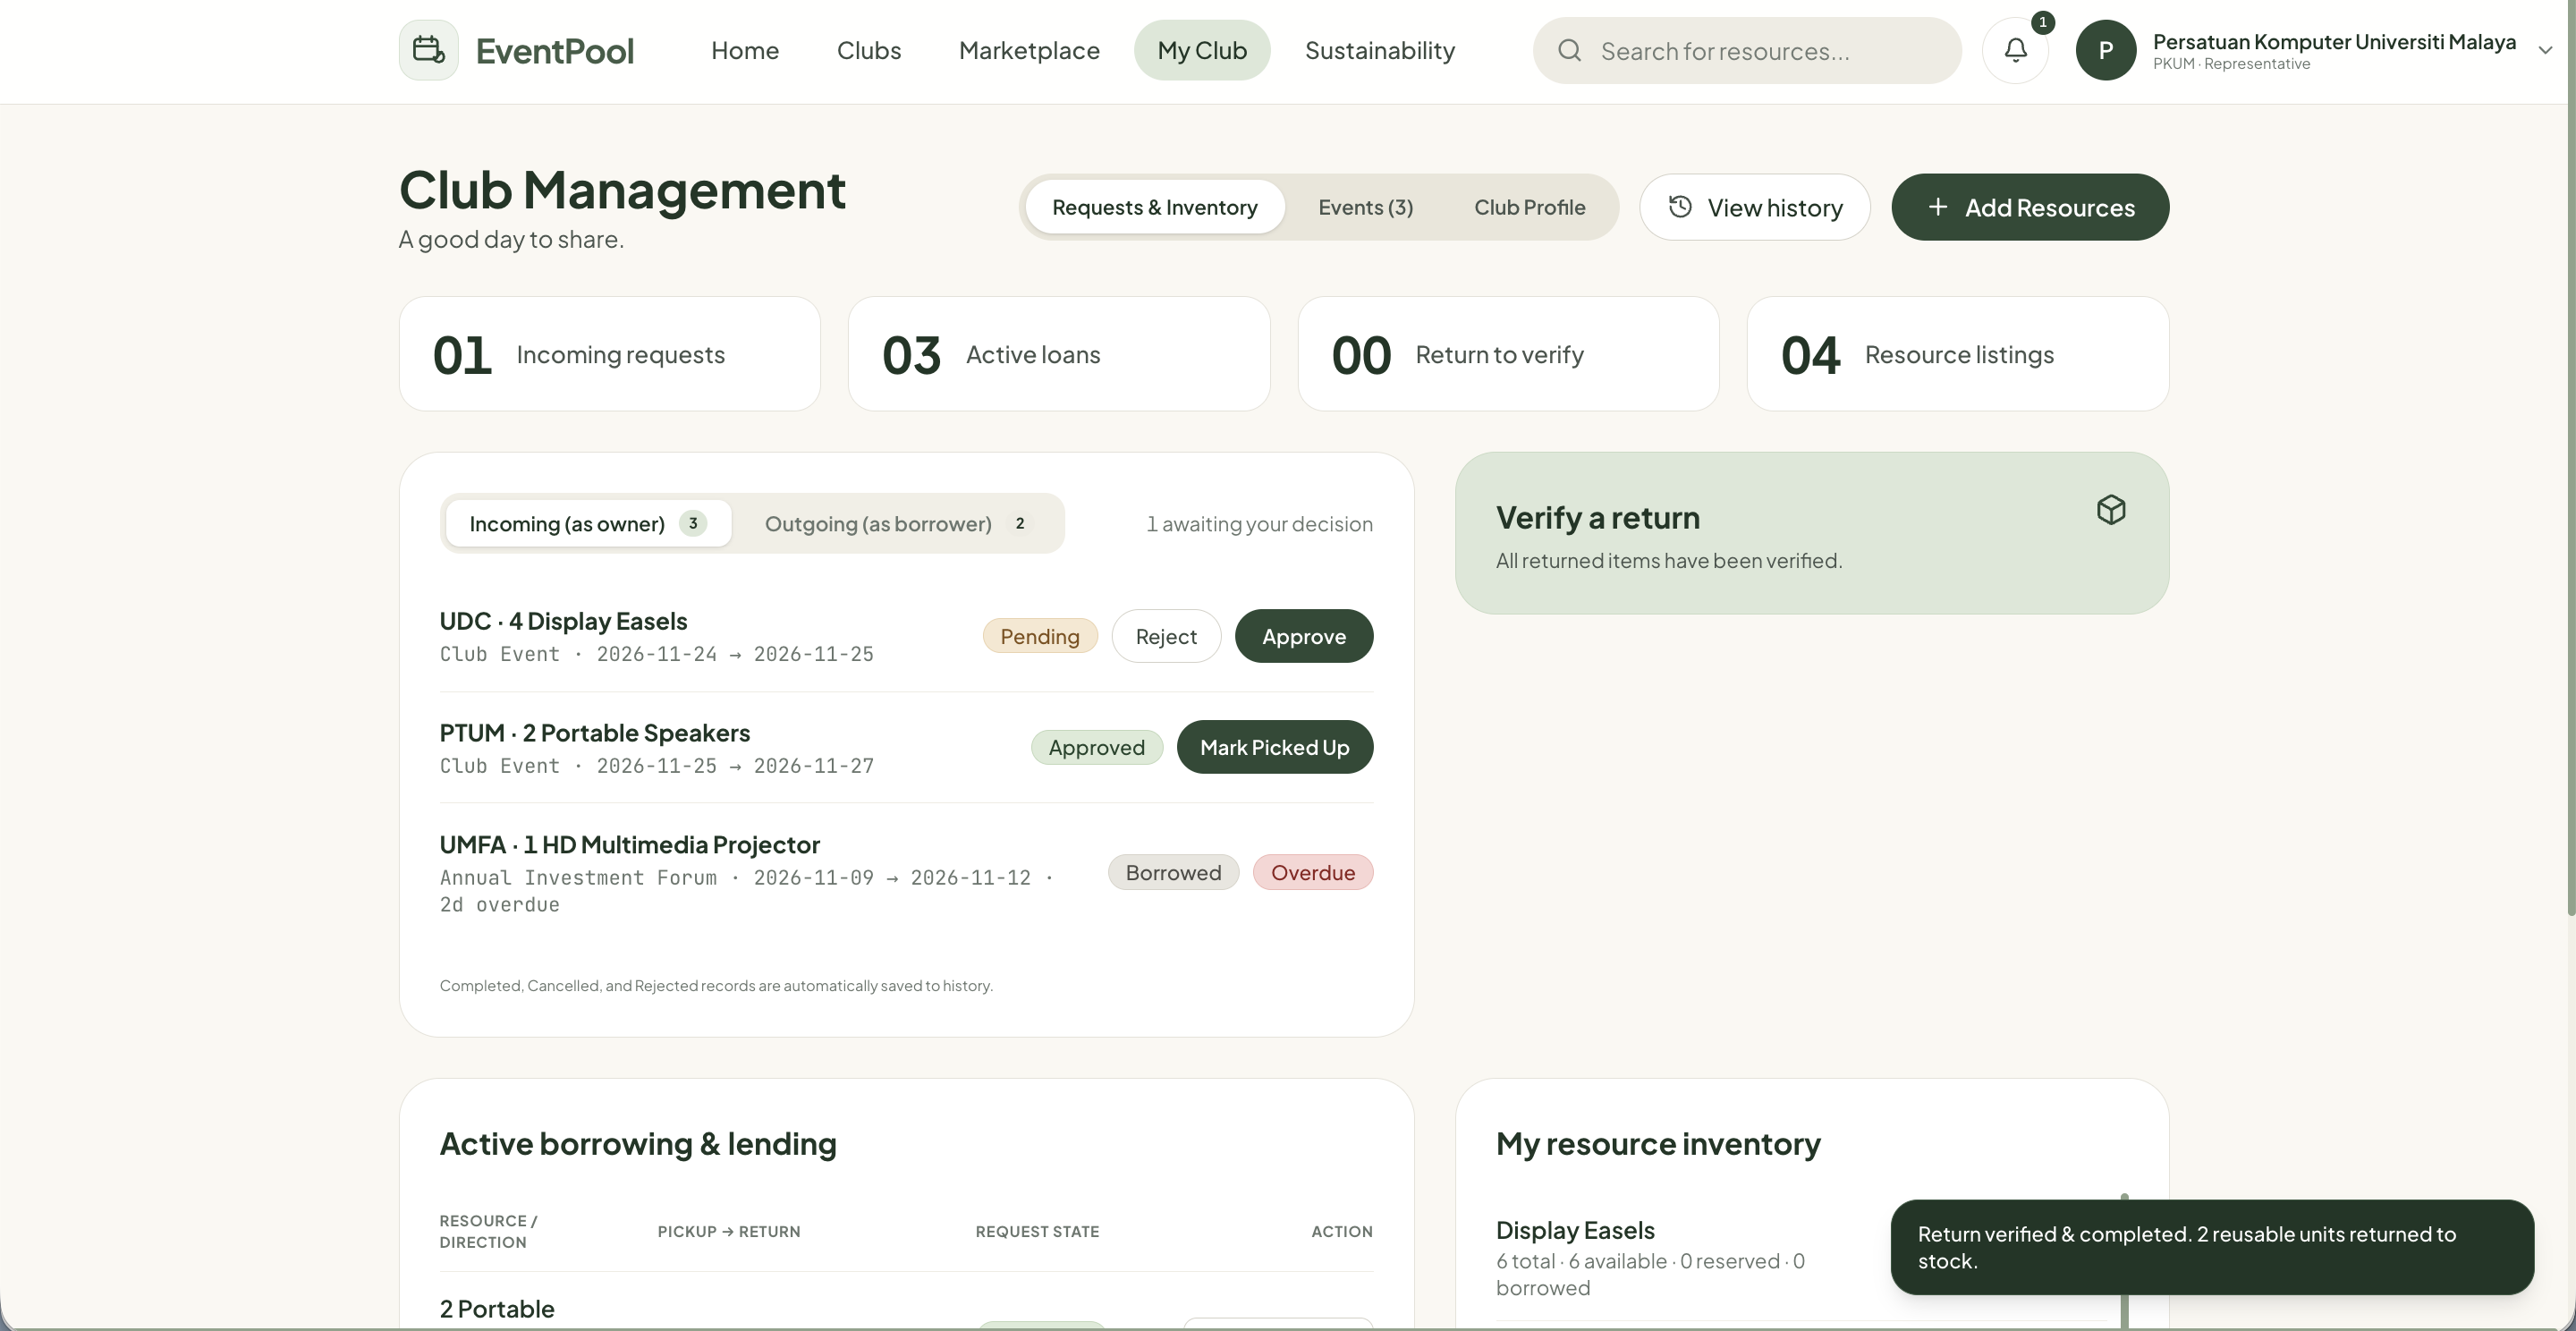 EventPool
Home
Clubs
Marketplace
My Club
Sustainability
Search for resources...
1
P
Persatuan Komputer Universiti Malaya
PKUM · Representative
Club Management
A good day to share.
Requests & Inventory
Events (3)
Club Profile
View history
Add Resources
01 Incoming requests
03 Active loans
00 Return to verify
04 Resource listings
Incoming (as owner) 3
Outgoing (as borrower) 2
1 awaiting your decision
UDC · 4 Display Easels
Club Event · 2026-11-24 → 2026-11-25
Pending
Reject
Approve
PTUM · 2 Portable Speakers
Club Event · 2026-11-25 → 2026-11-27
Approved
Mark Picked Up
UMFA · 1 HD Multimedia Projector
Annual Investment Forum · 2026-11-09 → 2026-11-12 ·
2d overdue
Borrowed
Overdue
Completed, Cancelled, and Rejected records are automatically saved to history.
Verify a return
All returned items have been verified.
Active borrowing & lending
RESOURCE /
DIRECTION
PICKUP → RETURN
REQUEST STATE
ACTION
2 Portable
My resource inventory
Display Easels
6 total · 6 available · 0 reserved · 0
borrowed
Return verified & completed. 2 reusable units returned to
stock.